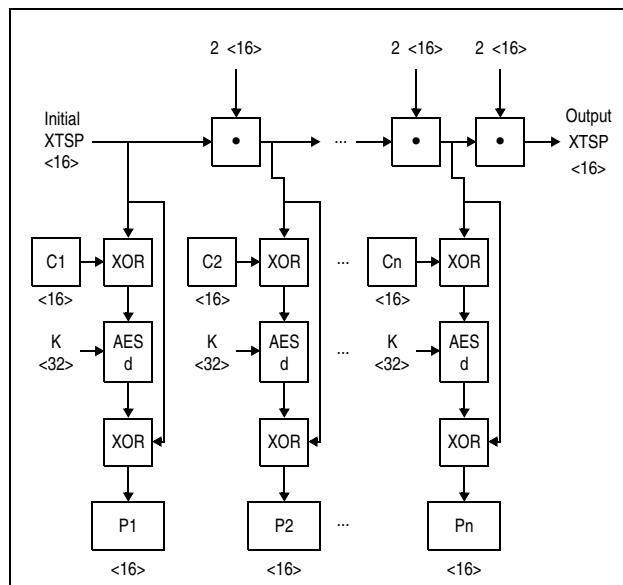 2 <16> 2 <16> 2 <16>
Initial XTSP <16>
• ... • •
Output XTSP <16>
C1 XOR C2 XOR ... Cn XOR
<16> <16> <16>
K <32> AES d K <32> AES d ... K <32> AES d
XOR XOR XOR
P1 P2 ... Pn
<16> <16> <16>